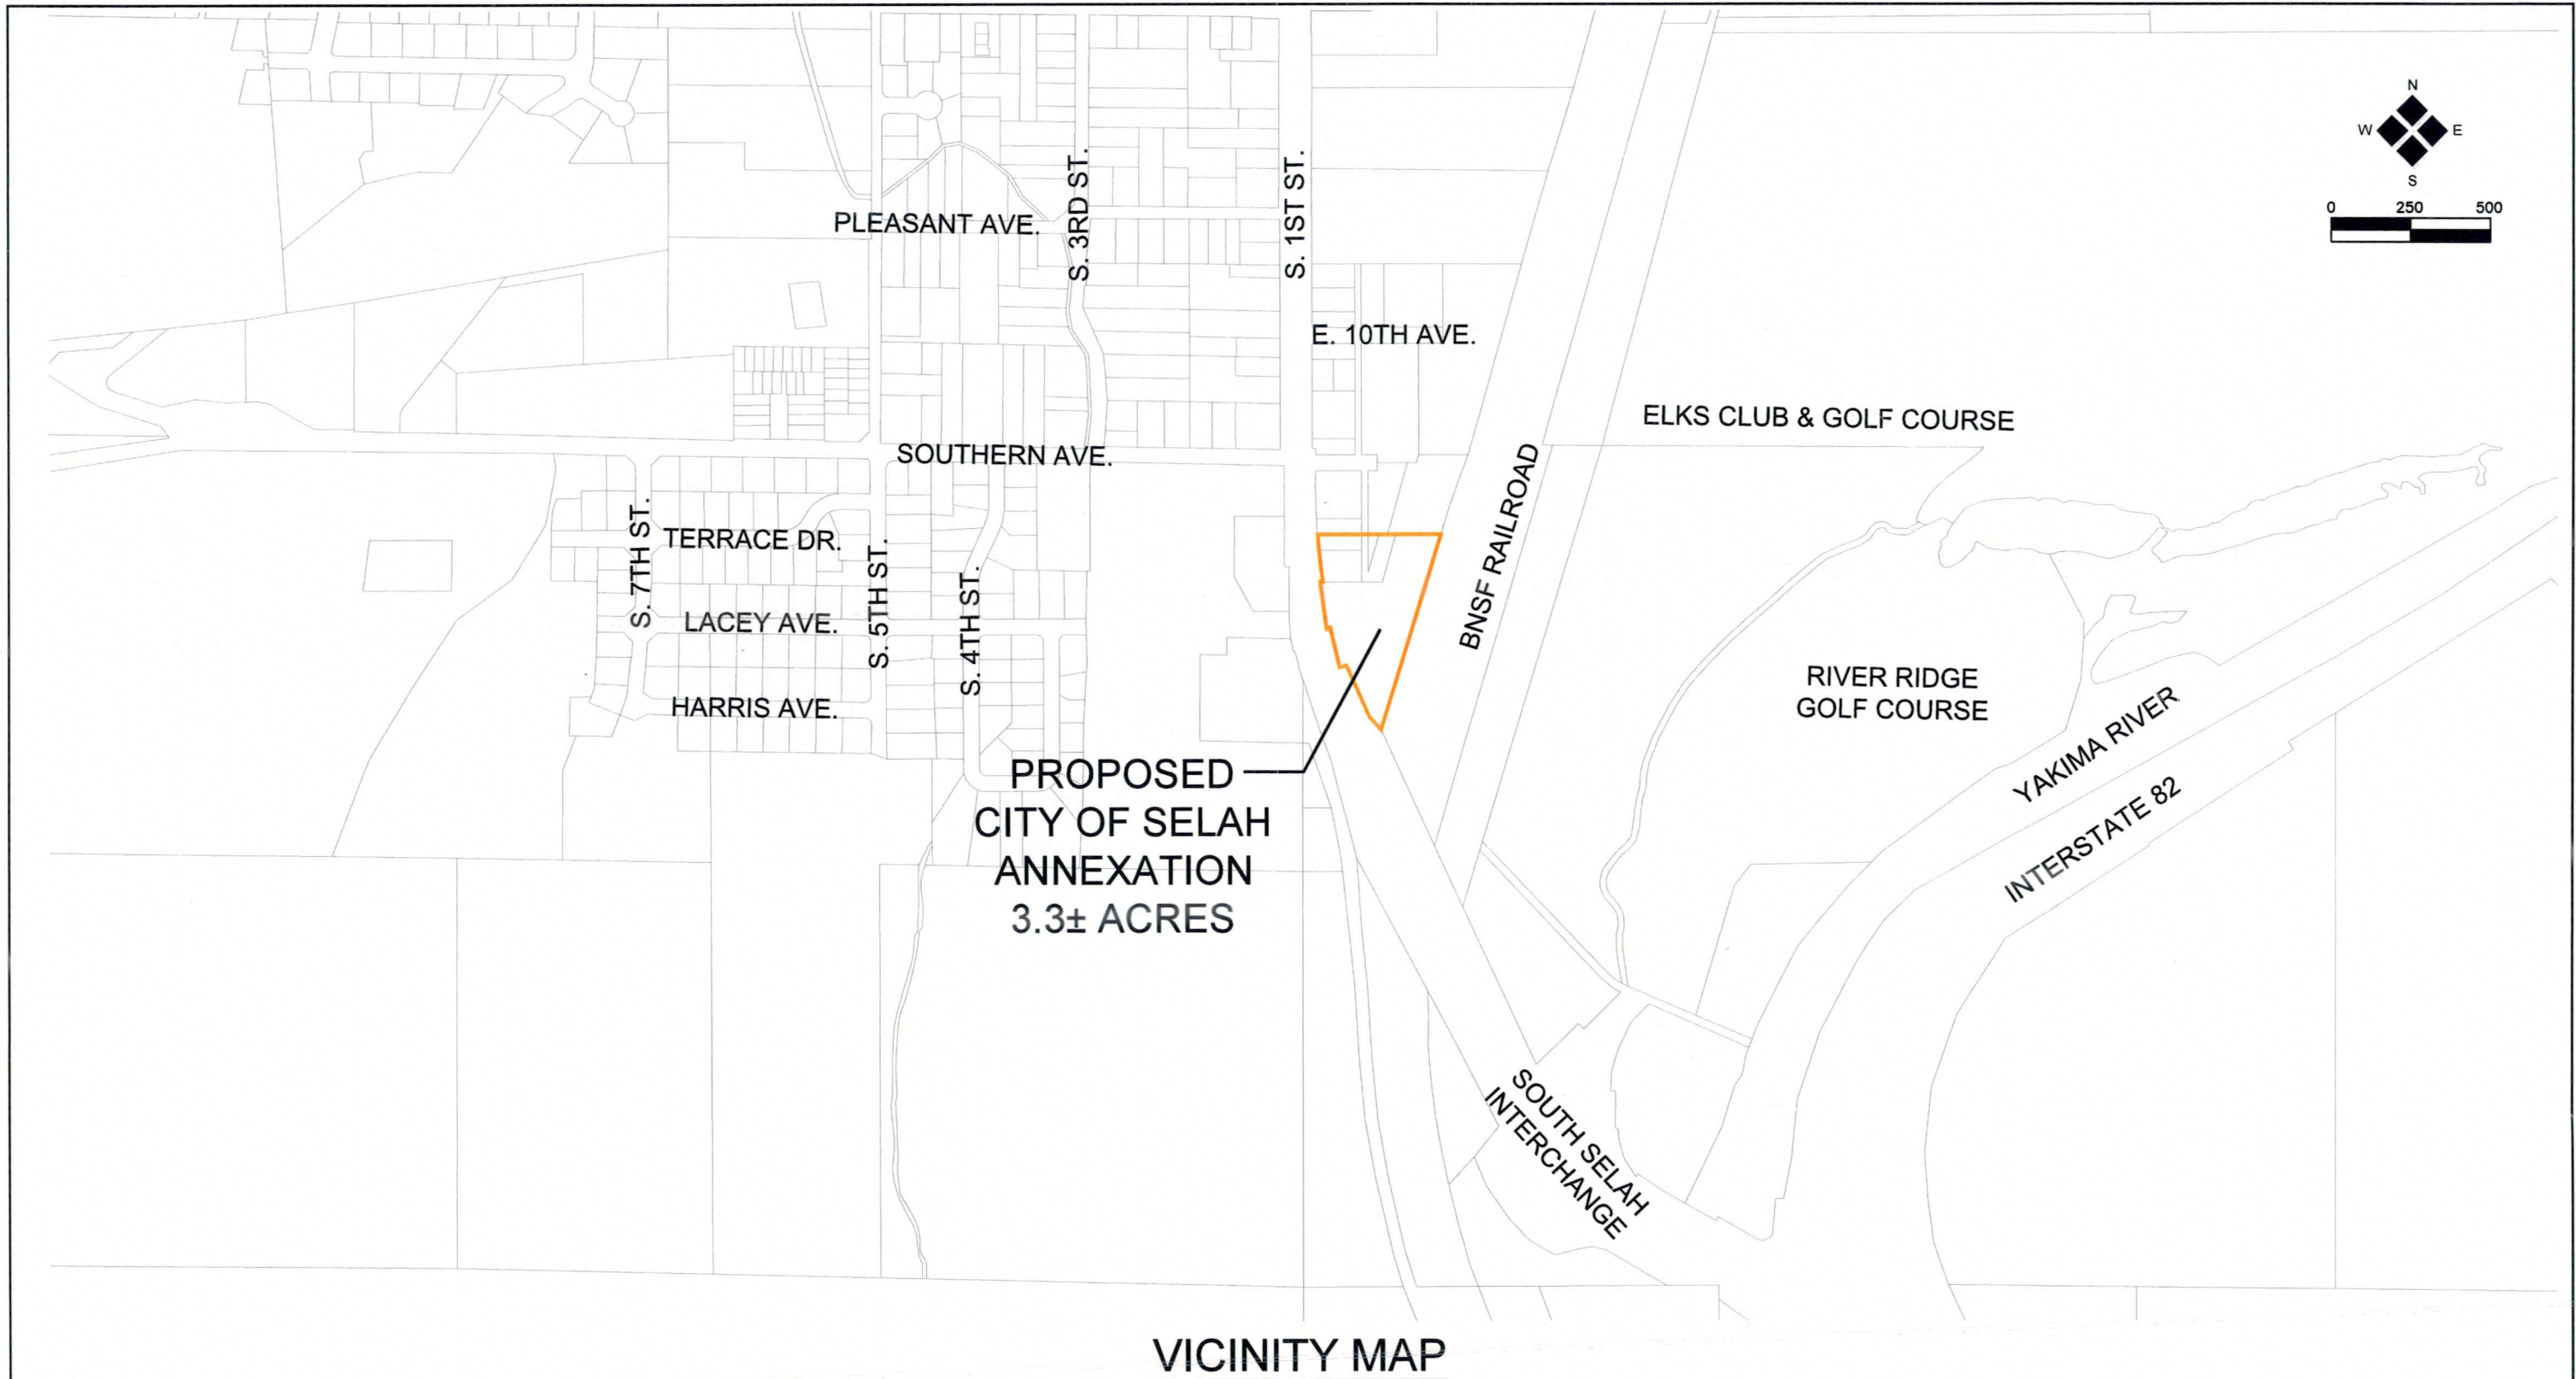 N
W E
S
0 250 500
S. 3RD ST.
S. 1ST ST.
PLEASANT AVE.
E. 10TH AVE.
ELKS CLUB & GOLF COURSE
SOUTHERN AVE.
BNSF RAILROAD
S. 7TH ST.
TERRACE DR.
S. 5TH ST.
S. 4TH ST.
LACEY AVE.
HARRIS AVE.
RIVER RIDGE
GOLF COURSE
YAKIMA RIVER
INTERSTATE 82
PROPOSED
CITY OF SELAH
ANNEXATION
3.3± ACRES
SOUTH SELAH
INTERCHANGE
VICINITY MAP